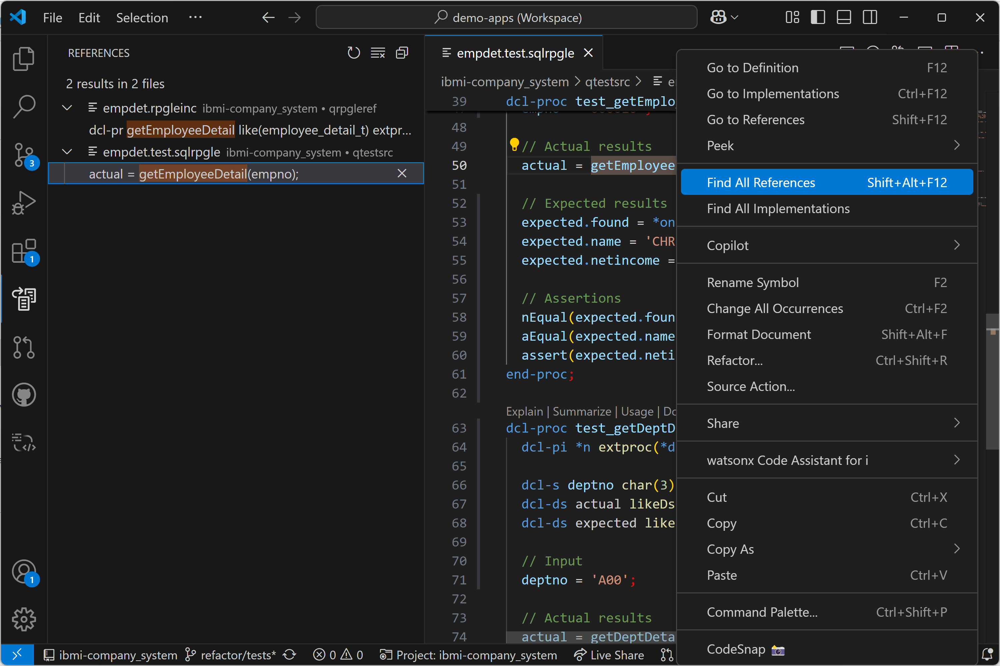 File Edit Selection ··· demo-apps (Workspace)
REFERENCES
2 results in 2 files
empdet.rpgleinc ibmi-company_system • qrpgleref
dcl-pr getEmployeeDetail like(employee_detail_t) extpr...
empdet.test.sqlrpgle ibmi-company_system • qtestsrc
actual = getEmployeeDetail(empno);
3
1
1
empdet.test.sqlrpgle
ibmi-company_system > qtestsrc >
39 dcl-proc test_getEmplo
48
49 // Actual results
50 actual = getEmployee
51
52 // Expected results
53 expected.found = *on
54 expected.name = 'CHR
55 expected.netincome =
56
57 // Assertions
58 nEqual(expected.foun
59 aEqual(expected.name
60 assert(expected.neti
61 end-proc;
62
Explain | Summarize | Usage | Do
63 dcl-proc test_getDeptD
64 dcl-pi *n extproc(*d
65
66 dcl-s deptno char(3)
67 dcl-ds actual likeDs
68 dcl-ds expected like
69
70 // Input
71 deptno = 'A00';
72
73 // Actual results
74 actual = getDeptDeta
Go to Definition F12
Go to Implementations Ctrl+F12
Go to References Shift+F12
Peek
Find All References Shift+Alt+F12
Find All Implementations
Copilot
Rename Symbol F2
Change All Occurrences Ctrl+F2
Format Document Shift+Alt+F
Refactor... Ctrl+Shift+R
Source Action...
Share
watsonx Code Assistant for i
Cut Ctrl+X
Copy Ctrl+C
Copy As
Paste Ctrl+V
Command Palette... Ctrl+Shift+P
CodeSnap 📸
ibmi-company_system refactor/tests* 0 0 Project: ibmi-company_system Live Share